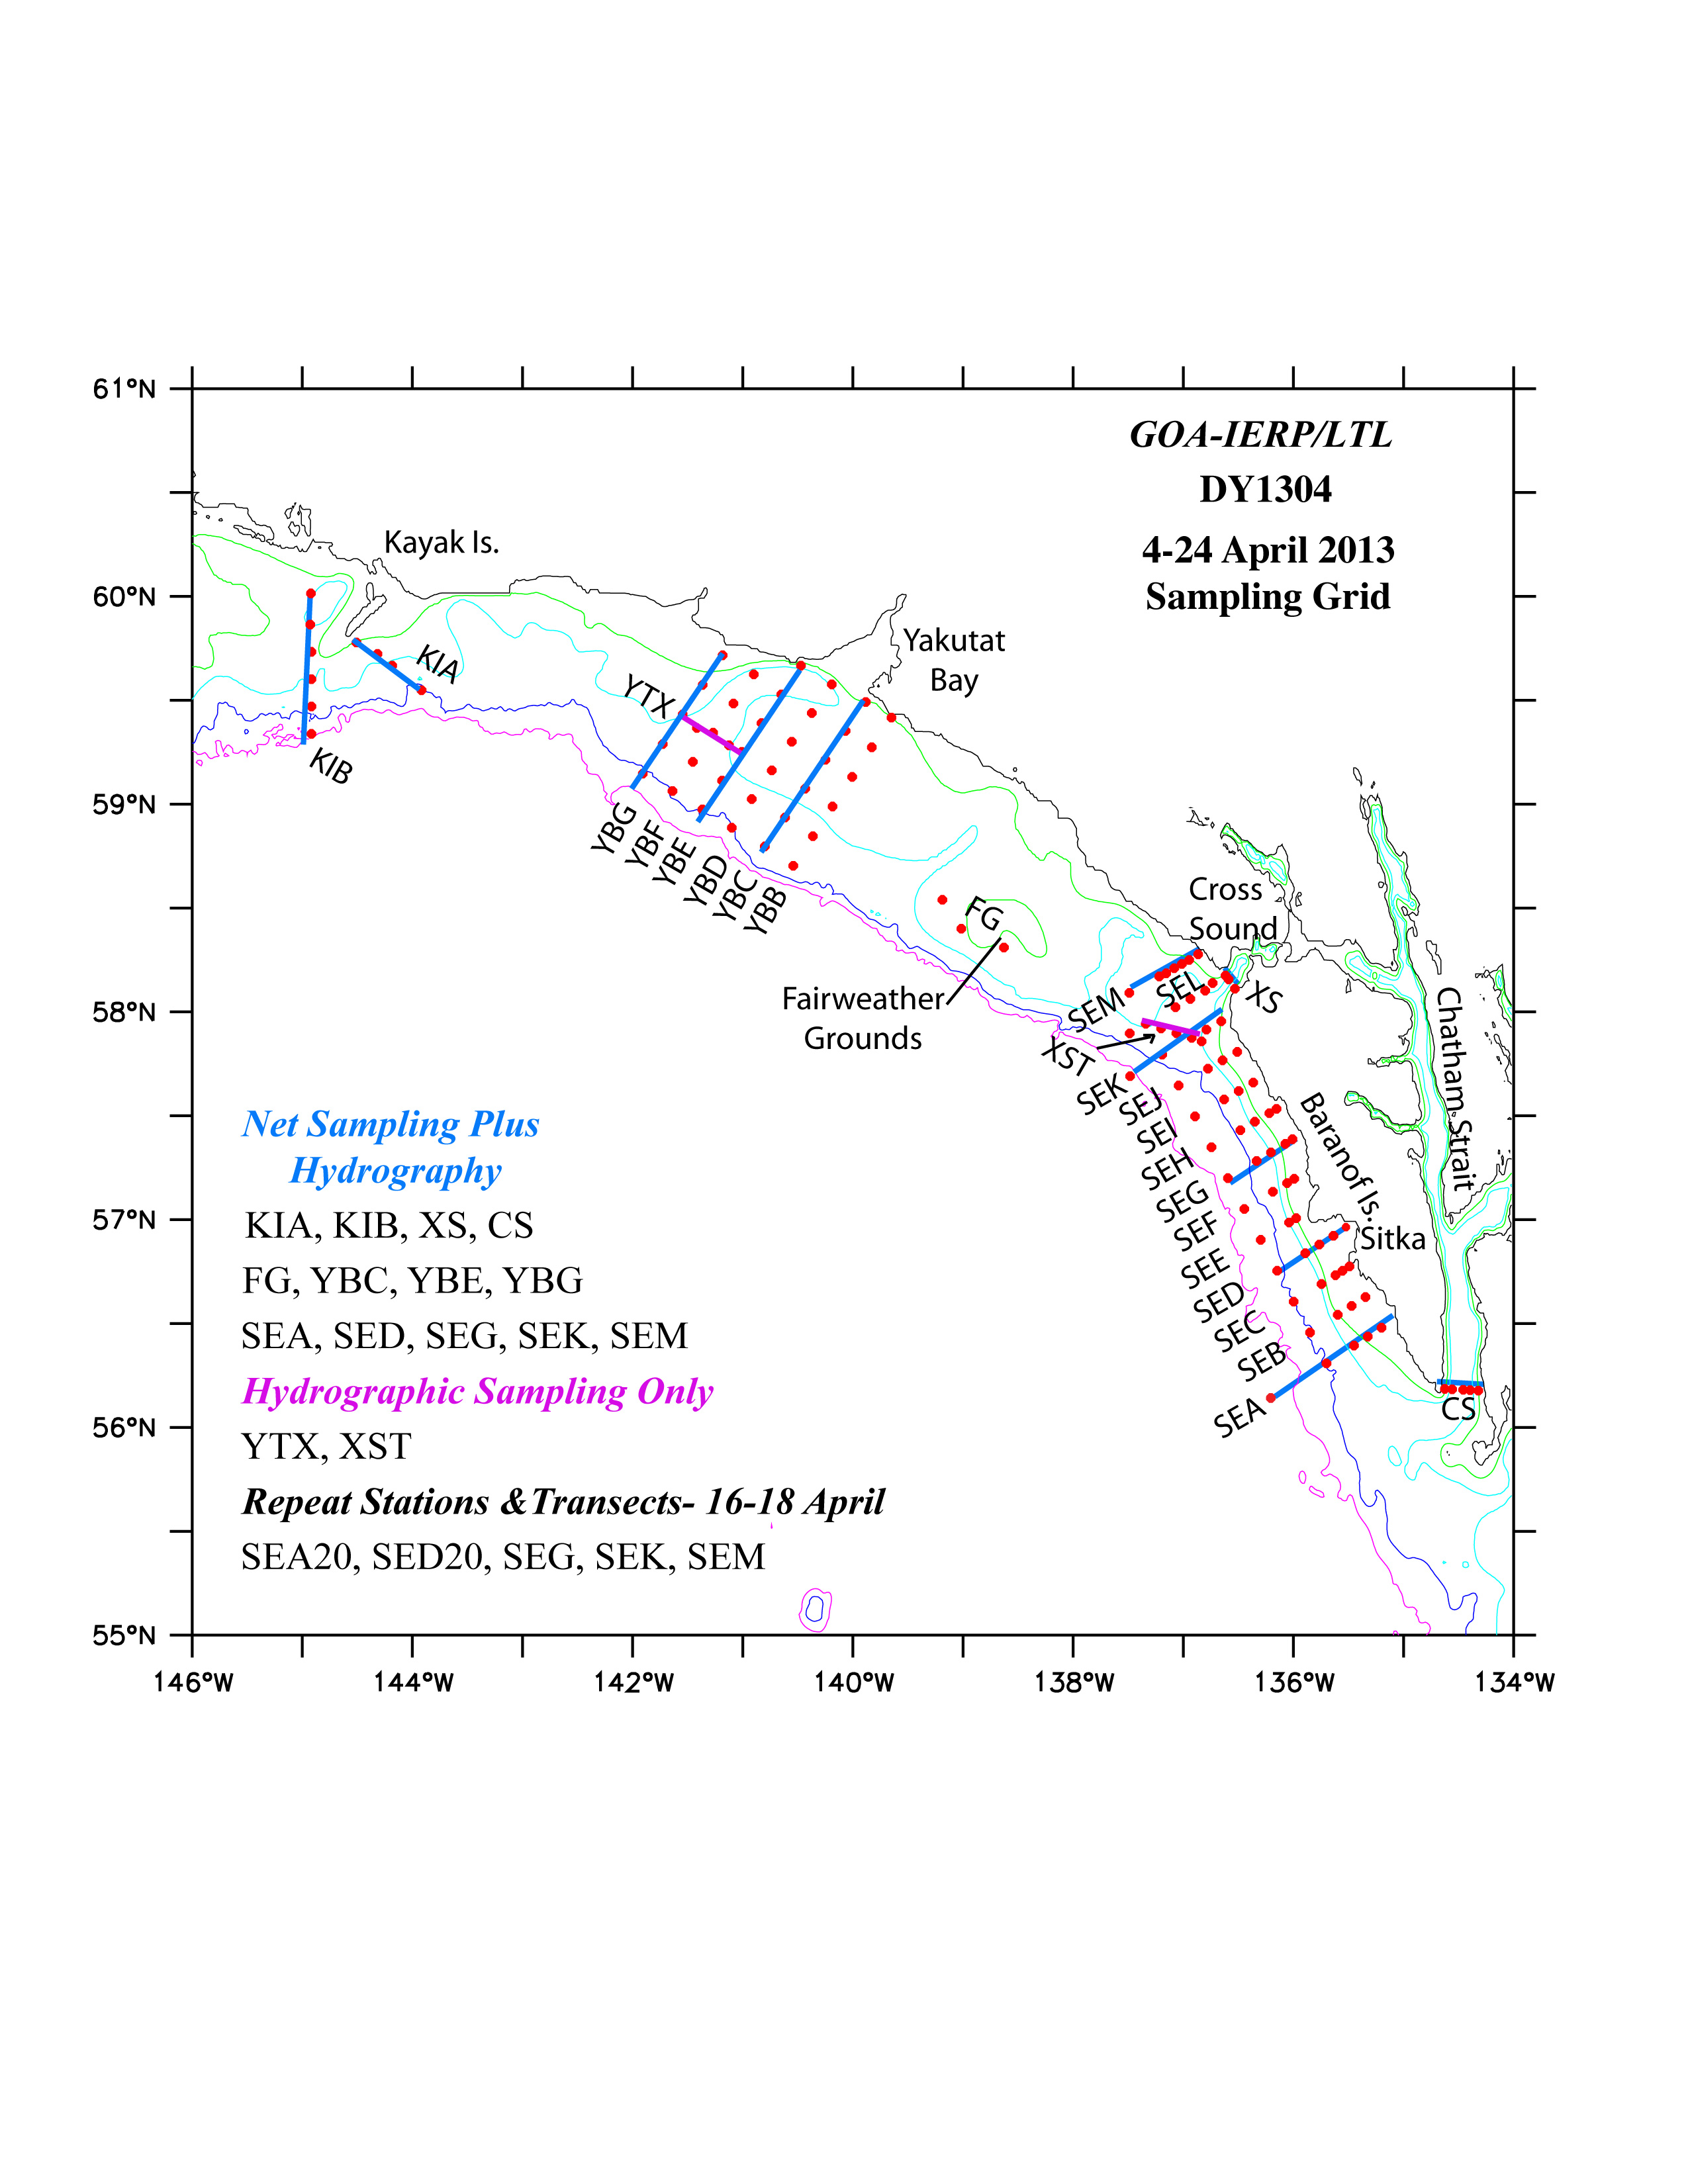 61°N
GOA-IERP/LTL
DY1304
4-24 April 2013
Sampling Grid
Kayak Is.
60°N
Yakutat
Bay
KIA
YTX
KIB
59°N
YBG
YBF
YBE
YBD
YBC
YBB
Cross
Sound
FG
Fairweather
Grounds
58°N
SEM
SEL
XS
XST
Chatham Strait
SEK
SEJ
SEI
SEH
SEG
SEF
SEE
SED
SEC
SEB
SEA
Baranof Is.
Sitka
CS
Net Sampling Plus
Hydrography
57°N
KIA, KIB, XS, CS
FG, YBC, YBE, YBG
SEA, SED, SEG, SEK, SEM
Hydrographic Sampling Only
56°N
YTX, XST
Repeat Stations &Transects- 16-18 April
SEA20, SED20, SEG, SEK, SEM
55°N
146°W 144°W 142°W 140°W 138°W 136°W 134°W